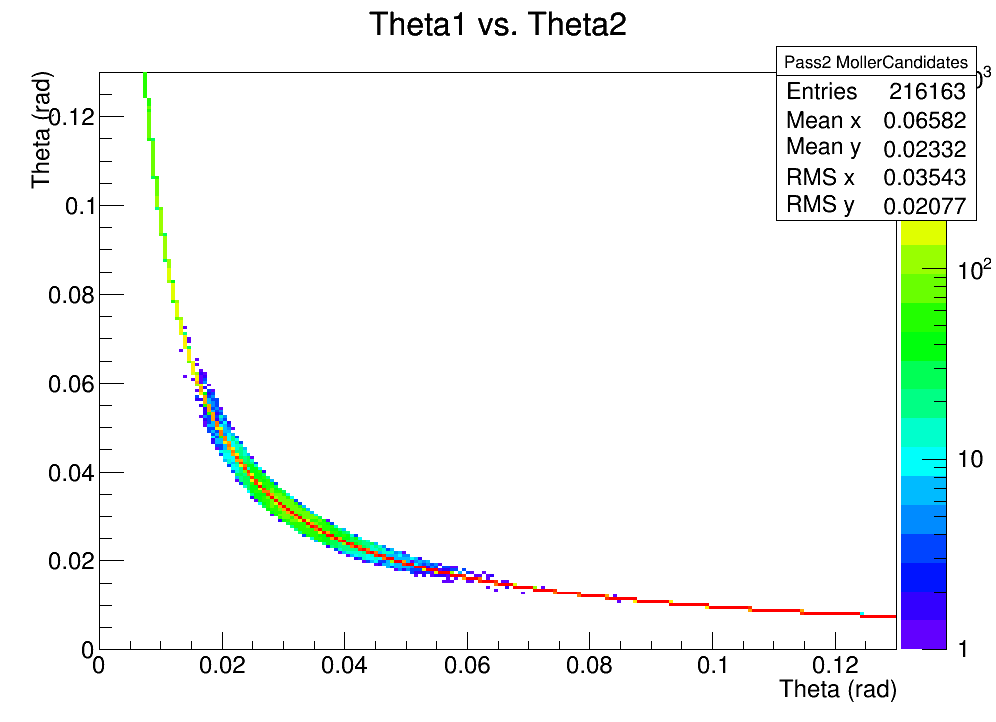 Theta1 vs. Theta2
Pass2 MollerCandidates
Entries 216163
Mean x 0.06582
Mean y 0.02332
RMS x 0.03543
RMS y 0.02077
Theta (rad)
0.12
0.1
0.08
0.06
0.04
0.02
0
0 0.02 0.04 0.06 0.08 0.1 0.12
Theta (rad)
10²
10
1